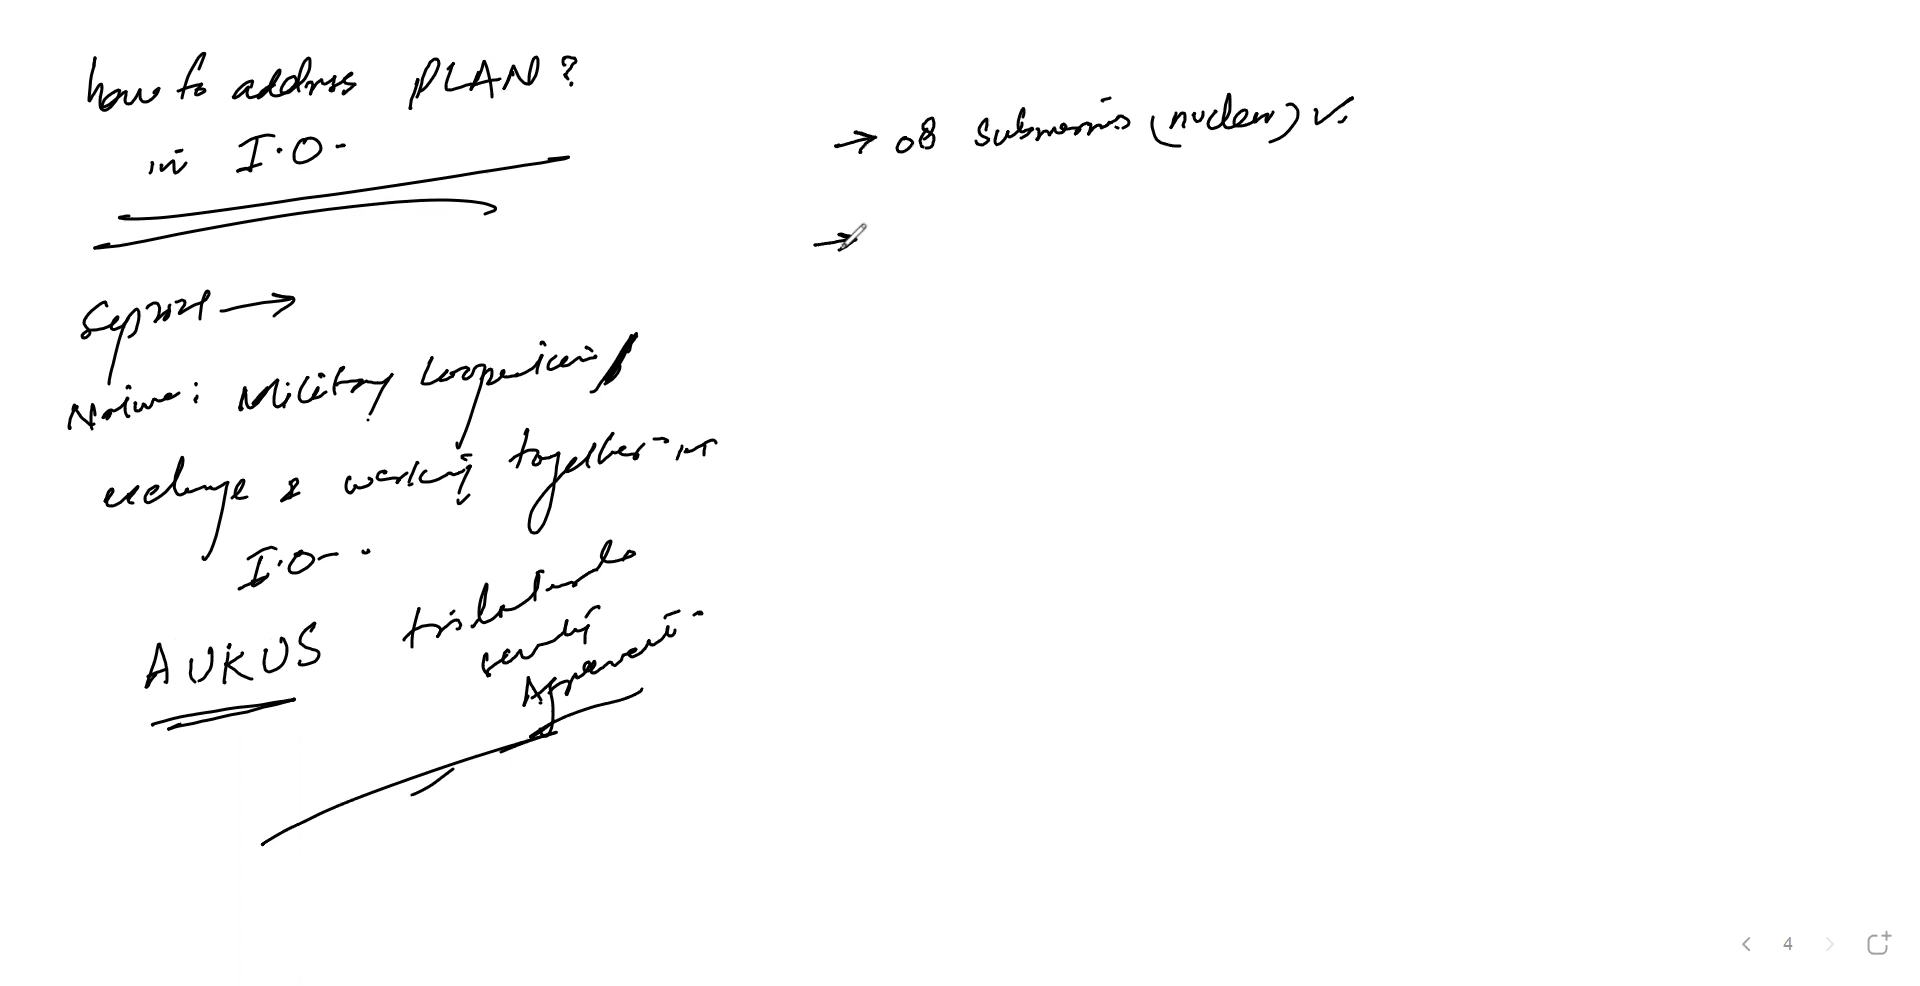 how to address PLAN?
in I.O.
Sep 2021 →
Nature: Military Cooperation
exchange & working together in
I.O.
AUKUS trilateral
security
Agreement
→ 08 Submarines (nuclear) ✓
→
4